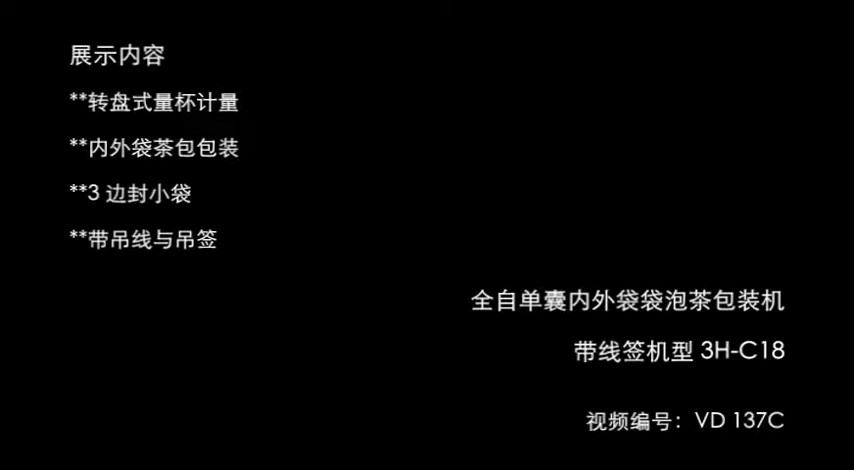 展示内容
**转盘式量杯计量
**内外袋茶包包装
**3 边封小袋
**带吊线与吊签
全自单囊内外袋袋泡茶包装机
带线签机型 3H-C18
视频编号：VD 137C